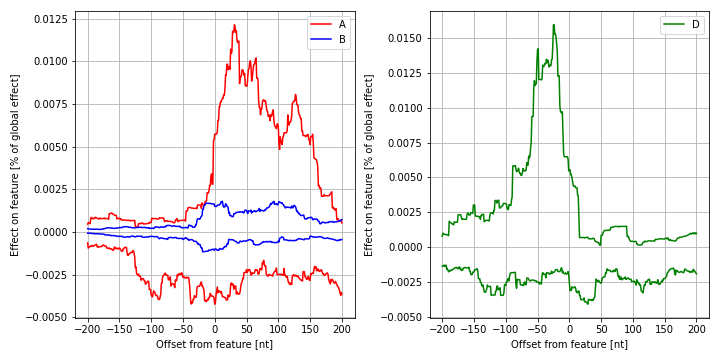 0.0125
0.0100
0.0075
0.0050
0.0025
0.0000
−0.0025
−0.0050
Effect on feature [% of global effect]
−200 −150 −100 −50 0 50 100 150 200
Offset from feature [nt]
A
B
0.0150
0.0125
0.0100
0.0075
0.0050
0.0025
0.0000
−0.0025
−0.0050
Effect on feature [% of global effect]
−200 −150 −100 −50 0 50 100 150 200
Offset from feature [nt]
D